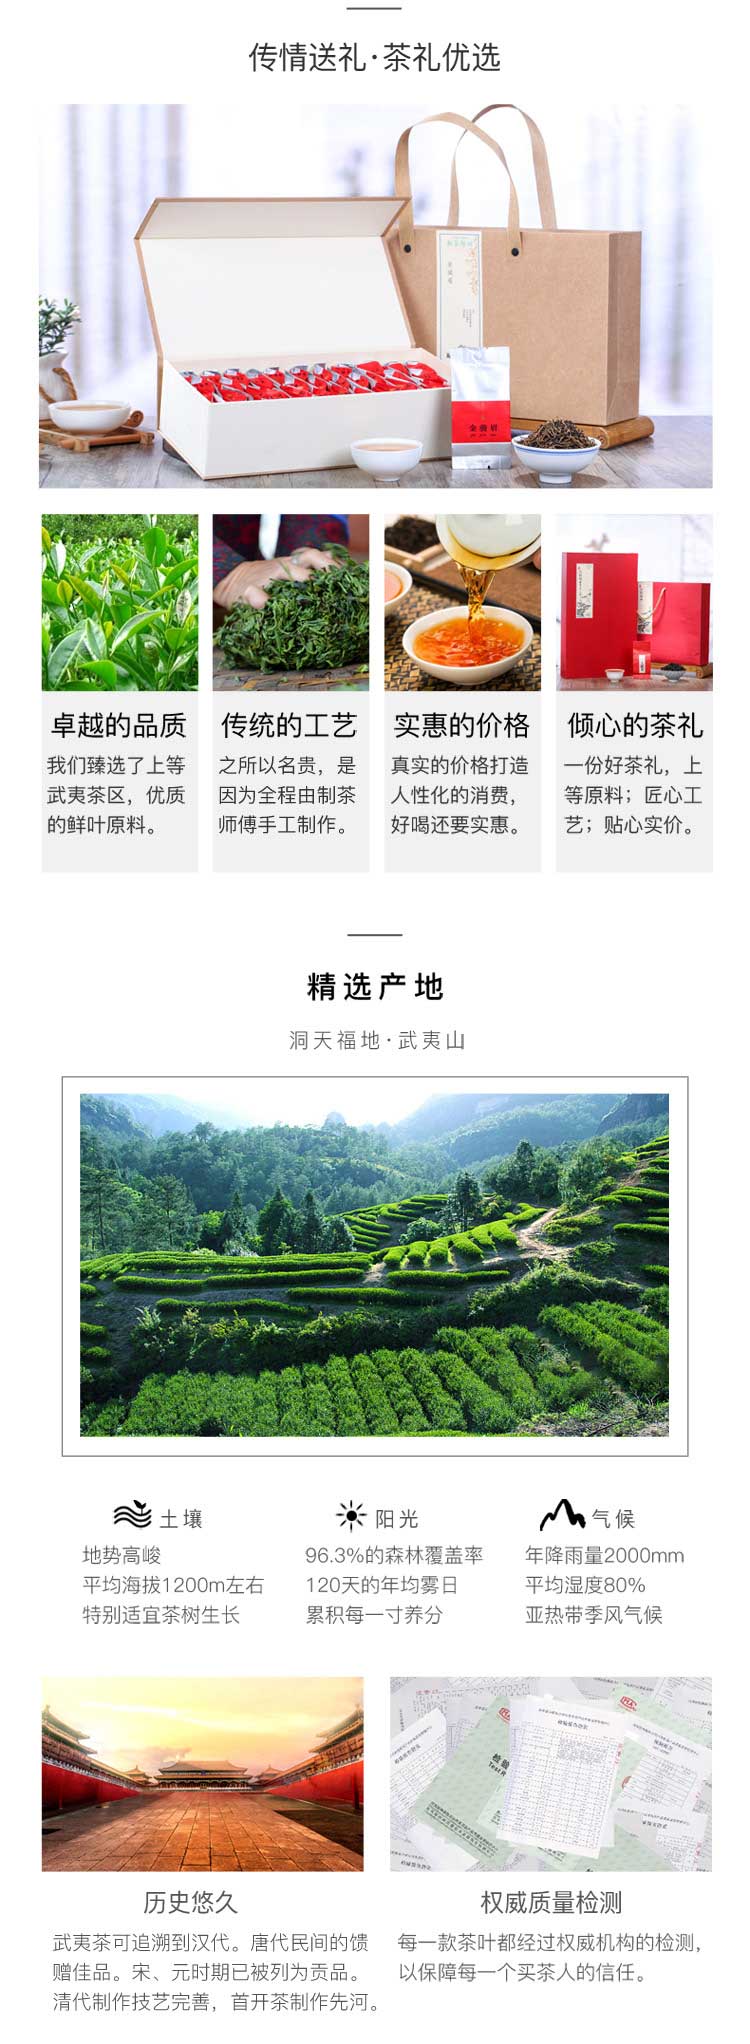 传情送礼·茶礼优选
金骏眉
卓越的品质
我们臻选了上等
武夷茶区，优质
的鲜叶原料。
传统的工艺
之所以名贵，是
因为全程由制茶
师傅手工制作。
实惠的价格
真实的价格打造
人性化的消费，
好喝还要实惠。
倾心的茶礼
一份好茶礼，上
等原料；匠心工
艺；贴心实价。
精选产地
洞天福地·武夷山
土壤
地势高峻
平均海拔1200m左右
特别适宜茶树生长
阳光
96.3%的森林覆盖率
120天的年均雾日
累积每一寸养分
气候
年降雨量2000mm
平均湿度80%
亚热带季风气候
历史悠久
武夷茶可追溯到汉代。唐代民间的馈
赠佳品。宋、元时期已被列为贡品。
清代制作技艺完善，首开茶制作先河。
权威质量检测
每一款茶叶都经过权威机构的检测，
以保障每一个买茶人的信任。